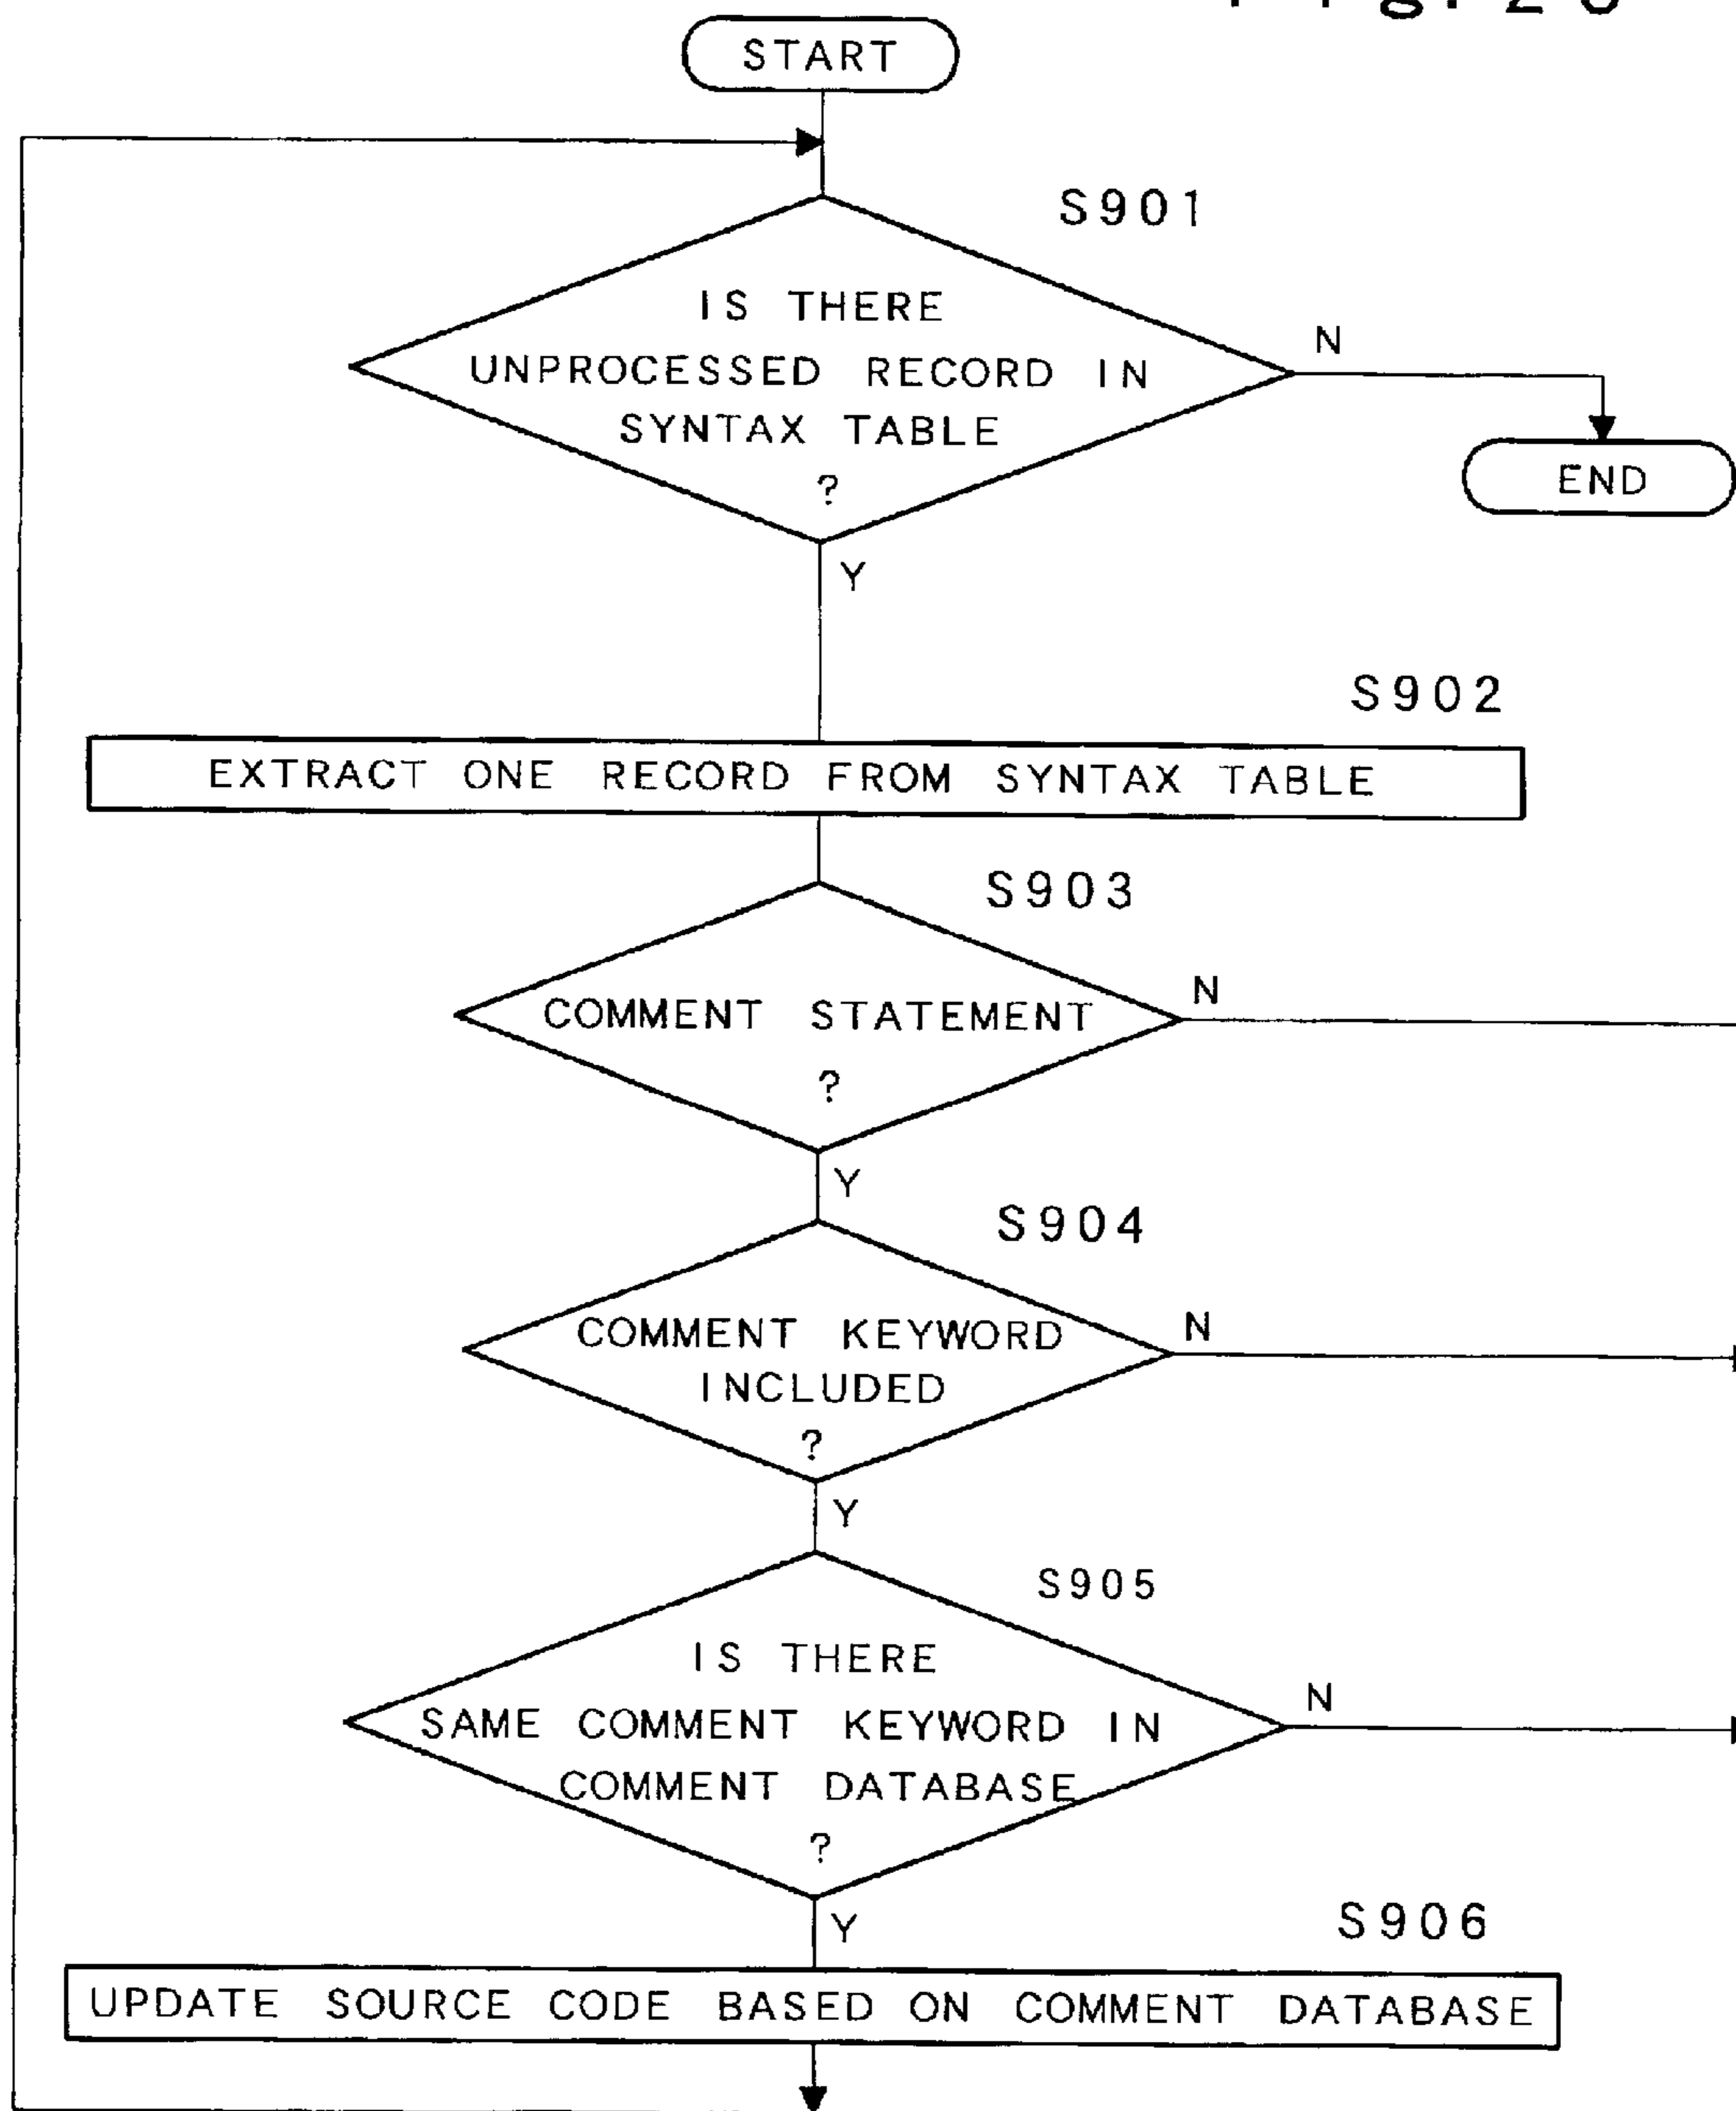 START
S901
IS THERE
UNPROCESSED RECORD IN
SYNTAX TABLE
?
N
END
Y
S902
EXTRACT ONE RECORD FROM SYNTAX TABLE
S903
COMMENT STATEMENT
?
N
Y
S904
COMMENT KEYWORD
INCLUDED
?
N
Y
S905
IS THERE
SAME COMMENT KEYWORD IN
COMMENT DATABASE
?
N
Y
S906
UPDATE SOURCE CODE BASED ON COMMENT DATABASE